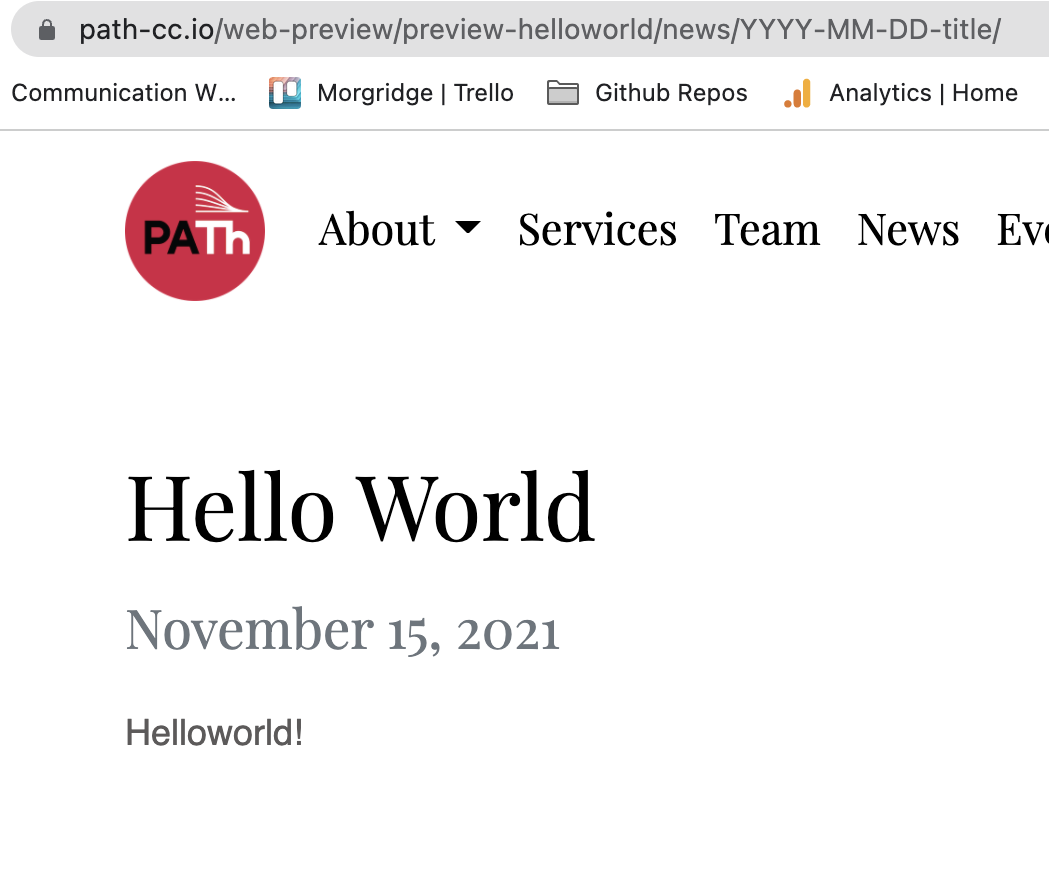 path-cc.io/web-preview/preview-helloworld/news/YYYY-MM-DD-title/
Communication W... Morgridge | Trello Github Repos Analytics | Home
PATh About Services Team News Eve
Hello World
November 15, 2021
Helloworld!